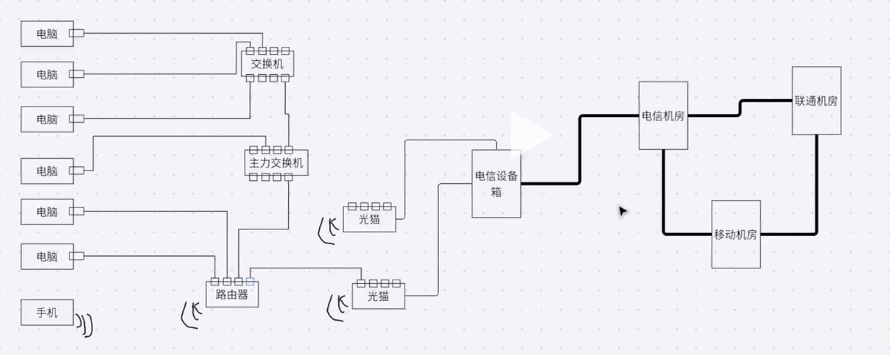 电脑
电脑
电脑
电脑
电脑
电脑
手机
交换机
主力交换机
路由器
光猫
光猫
电信设备
箱
电信机房
联通机房
移动机房